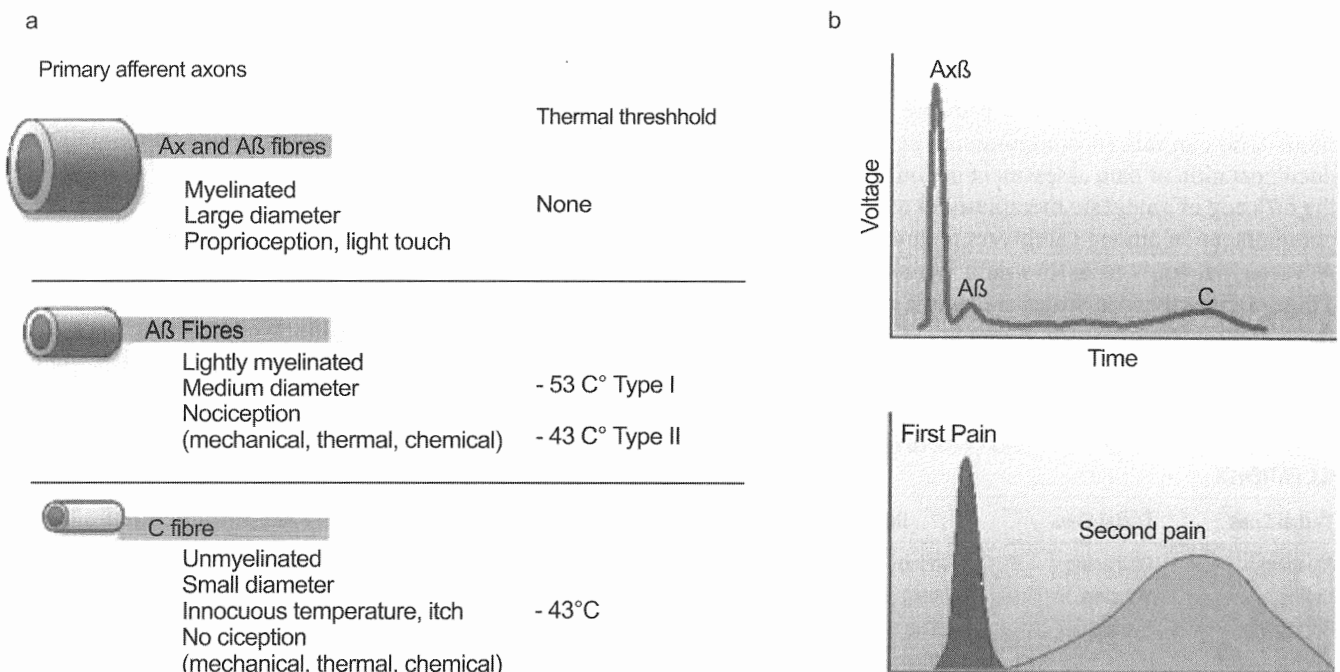 a
Primary afferent axons
Thermal threshhold
Ax and Aß fibres
Myelinated
Large diameter
Proprioception, light touch
None
Aß Fibres
Lightly myelinated
Medium diameter
Nociception
(mechanical, thermal, chemical)
- 53 C° Type I
- 43 C° Type II
C fibre
Unmyelinated
Small diameter
Innocuous temperature, itch
No ciception
(mechanical, thermal, chemical)
- 43°C
b
Axß
Aß
C
Voltage
Time
First Pain
Second pain